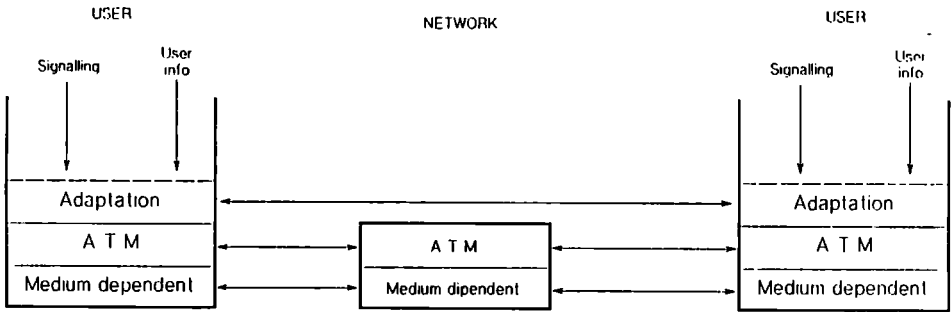 USER
NETWORK
USER
Signalling
User
info
Signalling
User
info
Adaptation
Adaptation
A T M
A T M
A T M
Medium dependent
Medium dipendent
Medium dependent